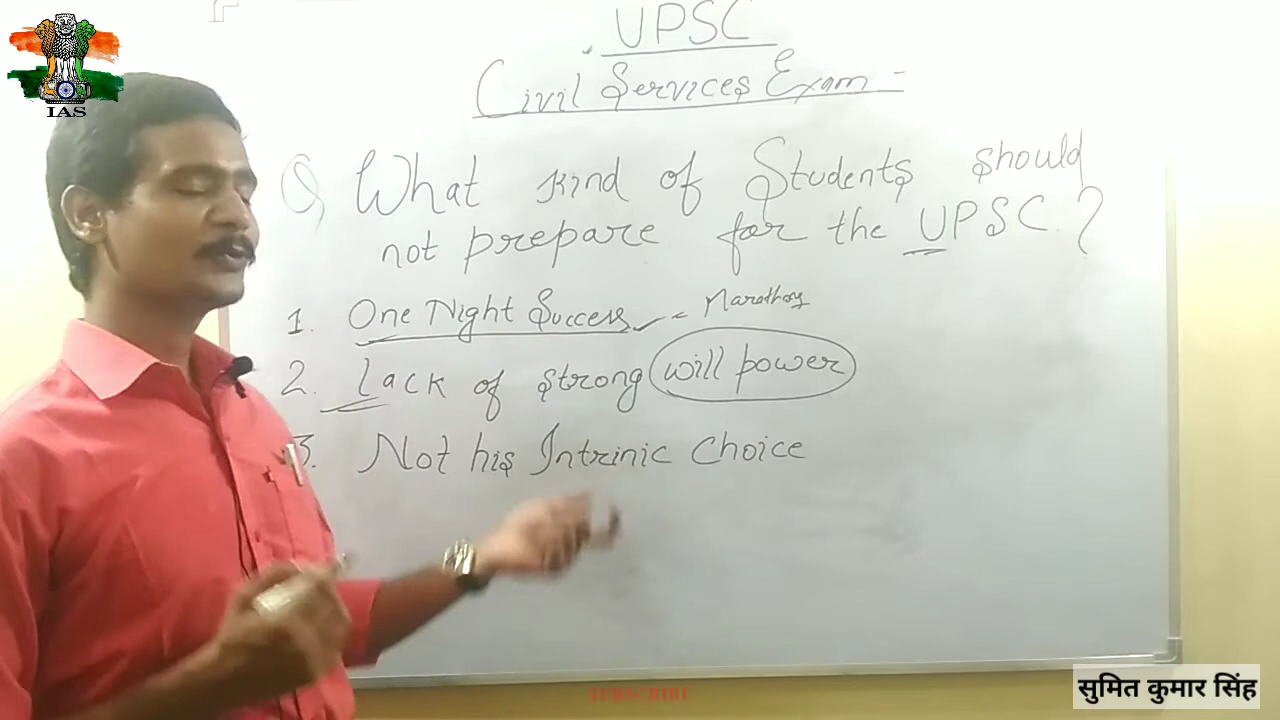 IAS
UPSC
Civil Services Exam -
Q, What kind of Students should
not prepare for the UPSC.?
1. One Night Success -
2. Lack of strong will power
3. Not his Intrinic Choice
SUBSCRIBE
सुमित कुमार सिंह